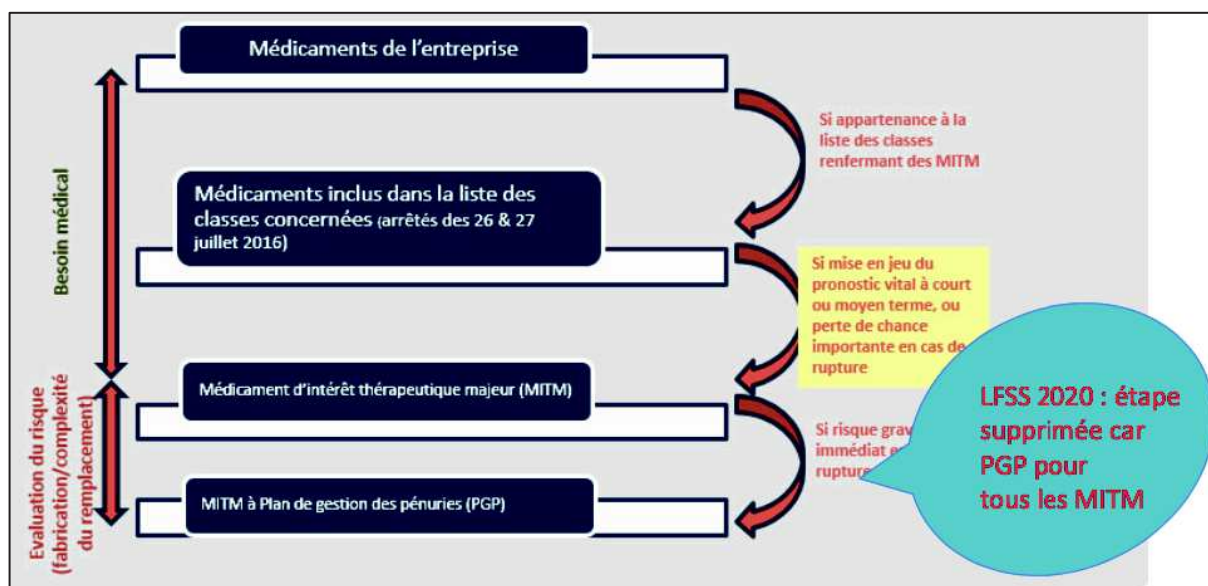 Médicaments de l'entreprise
Si appartenance à la
liste des classes
renfermant des MITM
Médicaments inclus dans la liste des
classes concernées (arrêtés des 26 & 27
juillet 2016)
Besoin médical
Si mise en jeu du
pronostic vital à court
ou moyen terme, ou
perte de chance
importante en cas de
rupture
Médicament d'intérêt thérapeutique majeur (MITM)
Si risque grav
immédiat e
rupture
LFSS 2020 : étape
supprimée car
PGP pour
tous les MITM
MITM à Plan de gestion des pénuries (PGP)
Evaluation du risque
(fabrication/complexité
du remplacement)